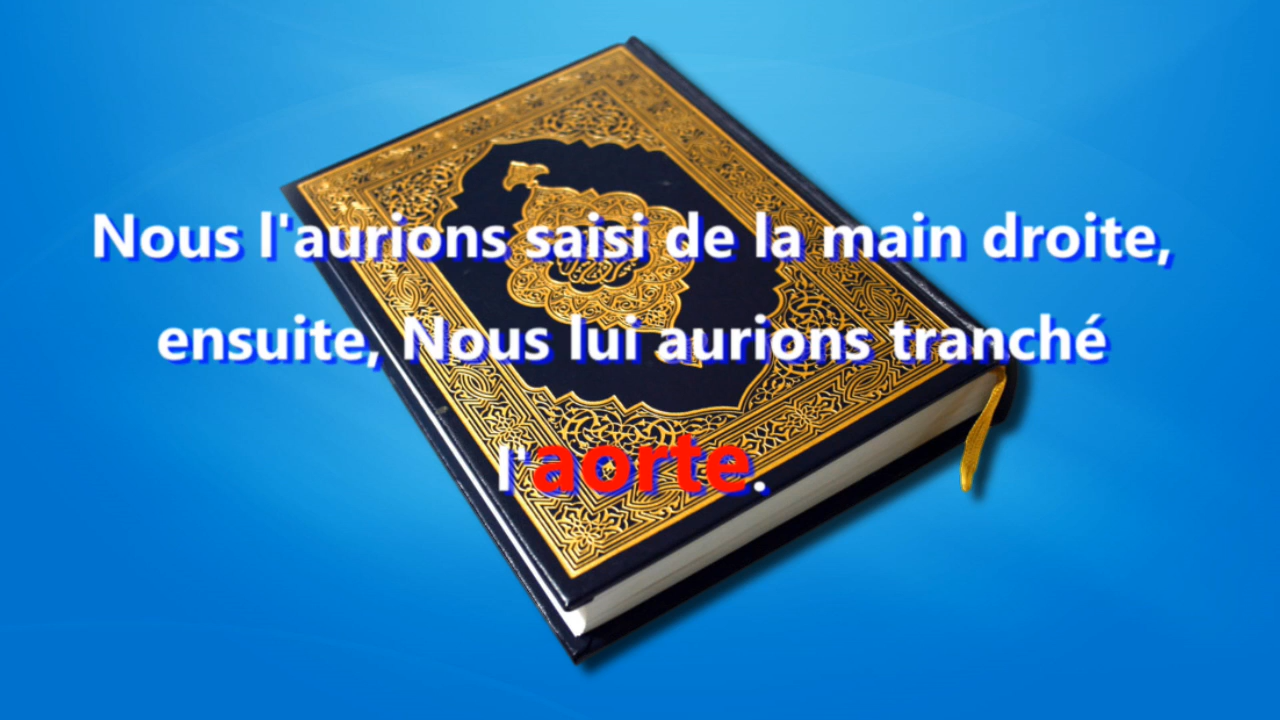 Nous l'aurions saisi de la main droite,
ensuite, Nous lui aurions tranché
l'aorte.